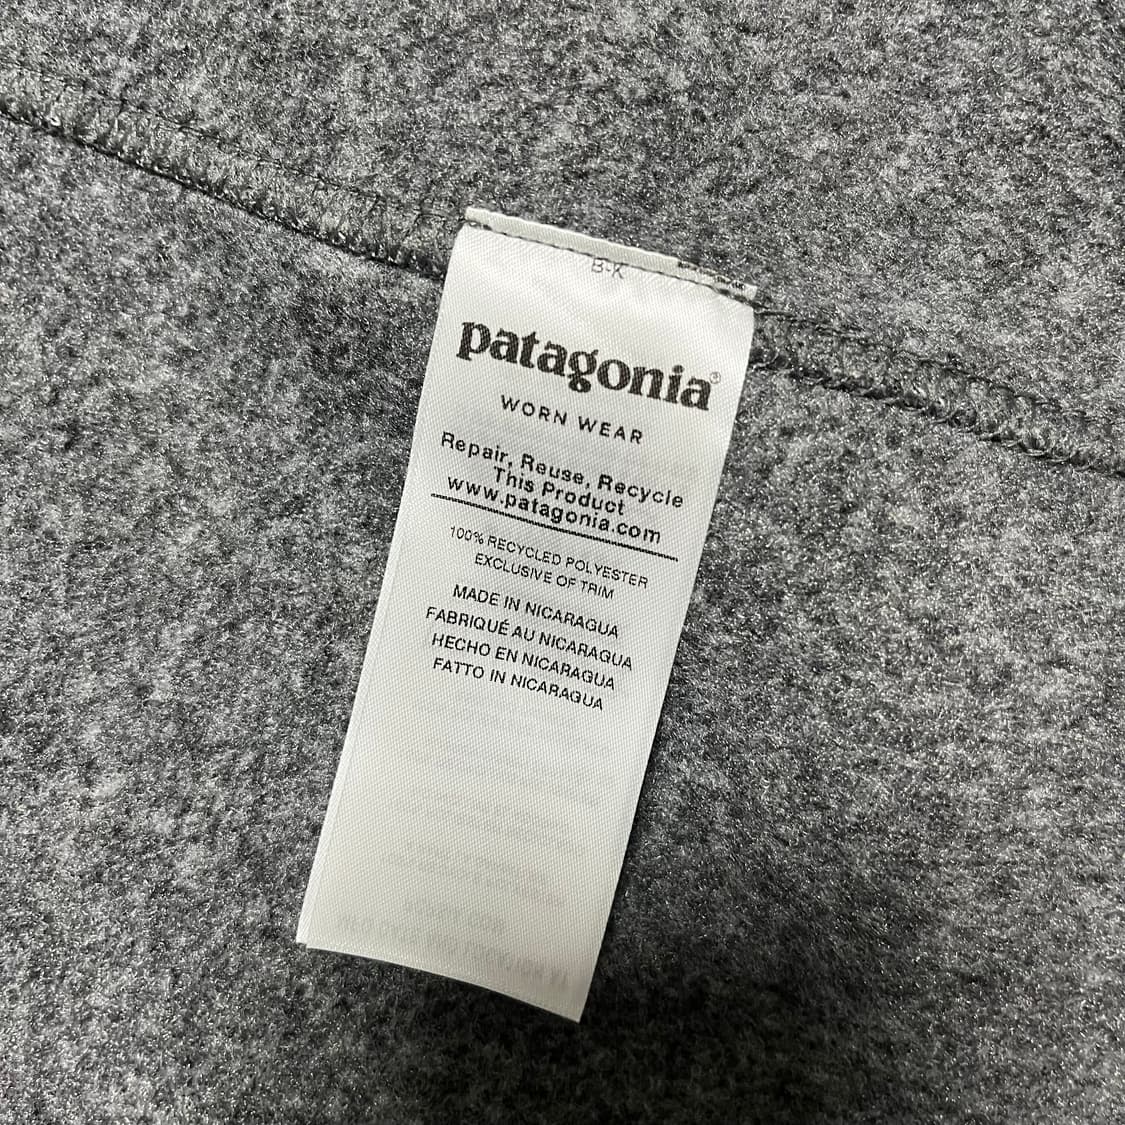 B-K
patagonia®
WORN WEAR
Repair, Reuse, Recycle
This Product
www.patagonia.com
100% RECYCLED POLYESTER
EXCLUSIVE OF TRIM
MADE IN NICARAGUA
FABRIQUÉ AU NICARAGUA
HECHO EN NICARAGUA
FATTO IN NICARAGUA